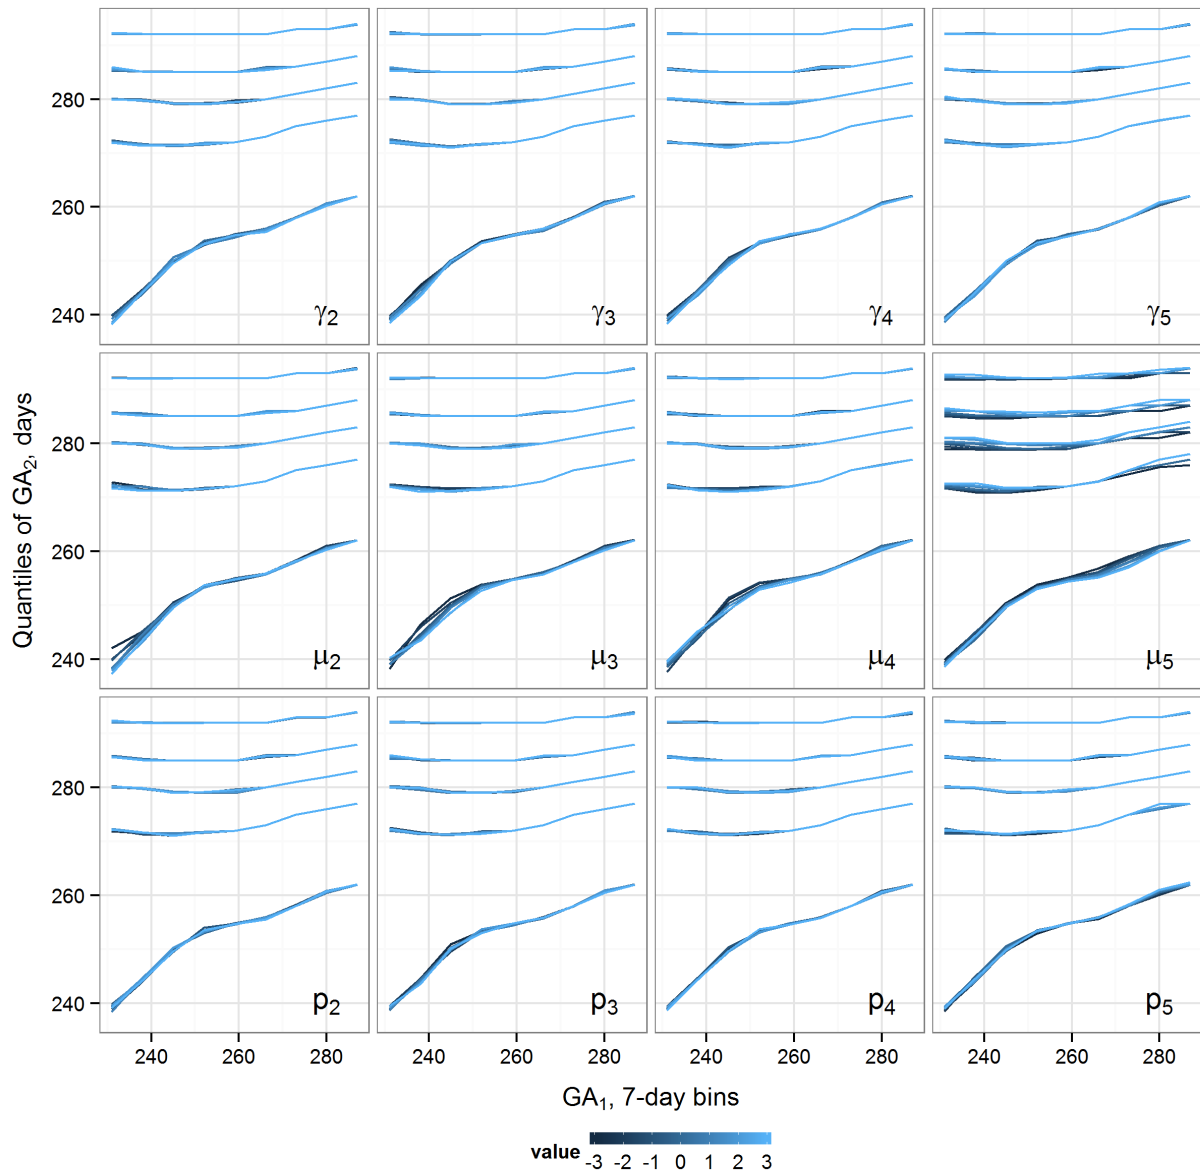 280
260
240
γ2
γ3
γ4
γ5
Quantiles of GA2, days
280
260
240
μ2
μ3
μ4
μ5
280
260
240
p2
p3
p4
p5
240 260 280 240 260 280 240 260 280 240 260 280
GA1, 7-day bins
value
-3 -2 -1 0 1 2 3